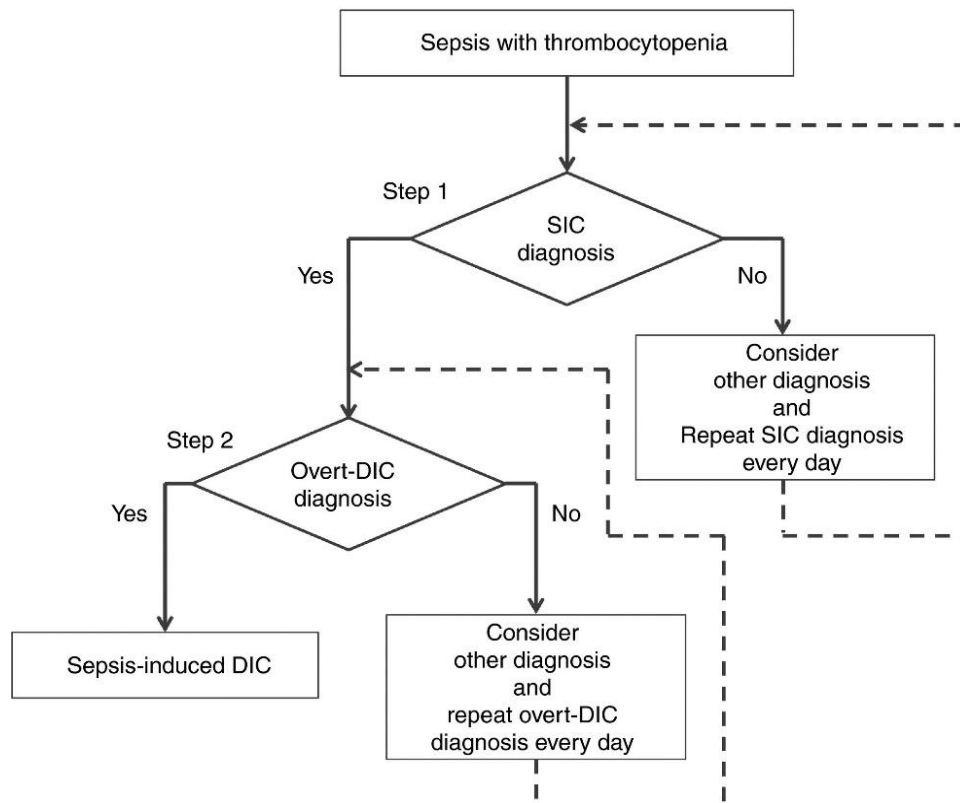 Sepsis with thrombocytopenia
Step 1
SIC
diagnosis
Yes
No
Consider
other diagnosis
and
Repeat SIC diagnosis
every day
Step 2
Overt-DIC
diagnosis
Yes
No
Sepsis-induced DIC
Consider
other diagnosis
and
repeat overt-DIC
diagnosis every day